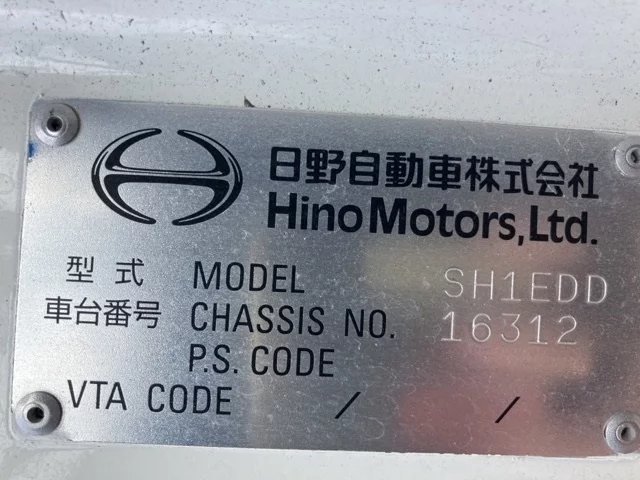 日野自動車株式会社
Hino Motors, Ltd.
型式 MODEL SH1EDD
車台番号 CHASSIS NO. 16312
P.S. CODE
VTA CODE / /